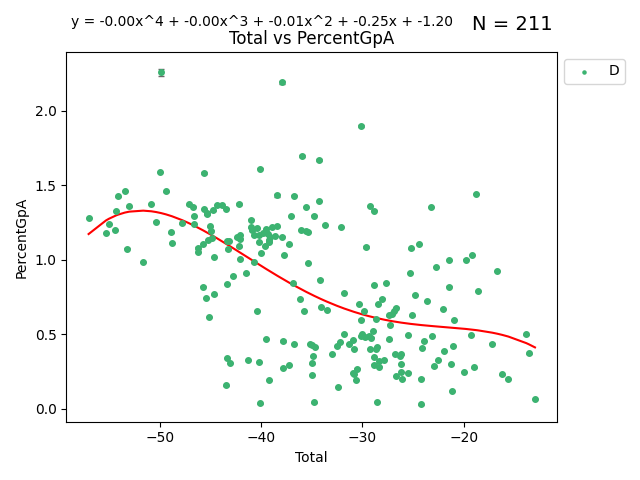 y = -0.00x^4 + -0.00x^3 + -0.01x^2 + -0.25x + -1.20
N = 211
Total vs PercentGpA
D
2.0
1.5
1.0
0.5
0.0
PercentGpA
−50
−40
−30
−20
Total